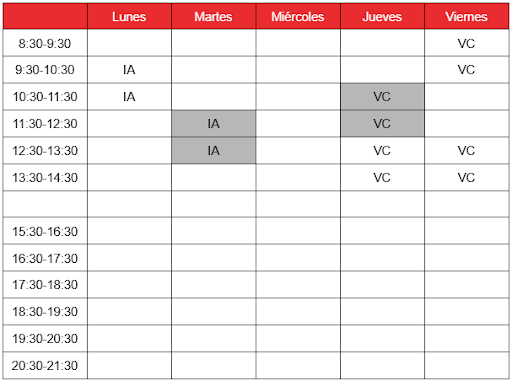 Lunes Martes Miércoles Jueves Viernes
8:30-9:30 VC
9:30-10:30 IA VC
10:30-11:30 IA VC
11:30-12:30 IA VC
12:30-13:30 IA VC VC
13:30-14:30 VC VC
15:30-16:30
16:30-17:30
17:30-18:30
18:30-19:30
19:30-20:30
20:30-21:30